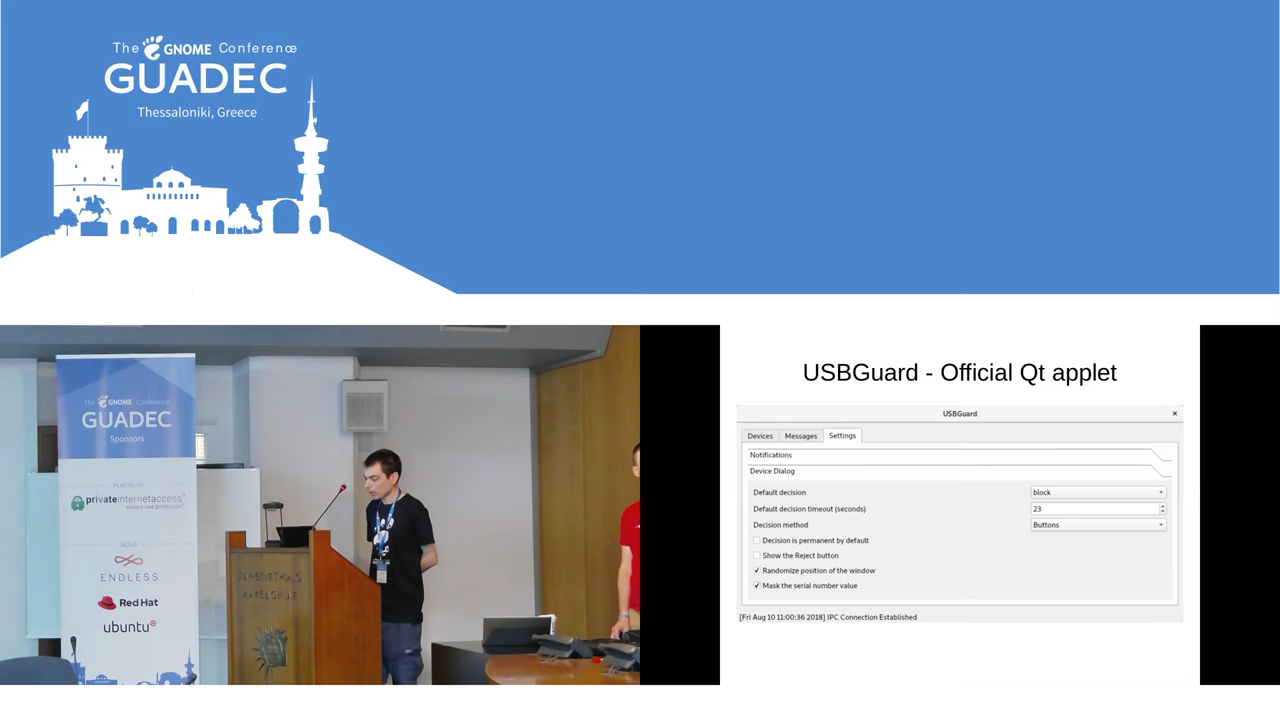 The GNOME Conference
GUADEC
Thessaloniki, Greece
The GNOME Conference
GUADEC
Sponsors
PLATINUM
privateinternetaccess®
always use protection®
GOLD
ENDLESS
Red Hat
ubuntu®
USBGuard - Official Qt applet
USBGuard
Devices Messages Settings
Notifications
Device Dialog
Default decision block
Default decision timeout (seconds) 23
Decision method Buttons
Decision is permanent by default
Show the Reject button
Randomize position of the window
Mask the serial number value
[Fri Aug 10 11:00:36 2018] IPC Connection Established